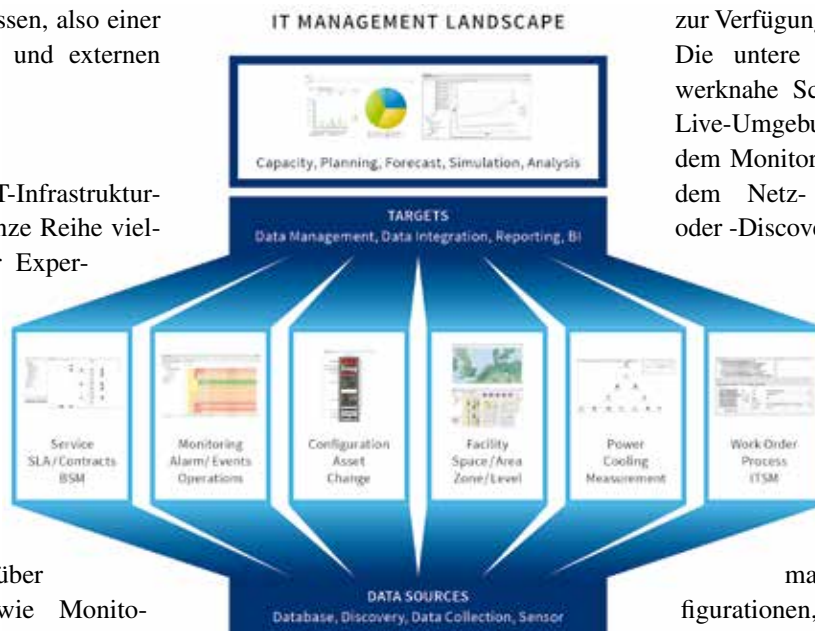 ssen, also einer
und externen
T-Infrastruktur-
nze Reihe viel-
r Exper-
IT MANAGEMENT LANDSCAPE
Capacity, Planning, Forecast, Simulation, Analysis
TARGETS
Data Management, Data Integration, Reporting, BI
Service
SLA/Contracts
BSM
Monitoring
Alarm/Events
Operations
Configuration
Asset
Change
Facility
Space/Area
Zone/Level
Power
Cooling
Measurement
Work Order
Process
ITSM
DATA SOURCES
Database, Discovery, Data Collection, Sensor
zur Verfügung
Die untere
werknahe Sc
Live-Umgebu
dem Monitor
dem Netz-
oder -Discove
über
wie Monito-
ma
figurationen,